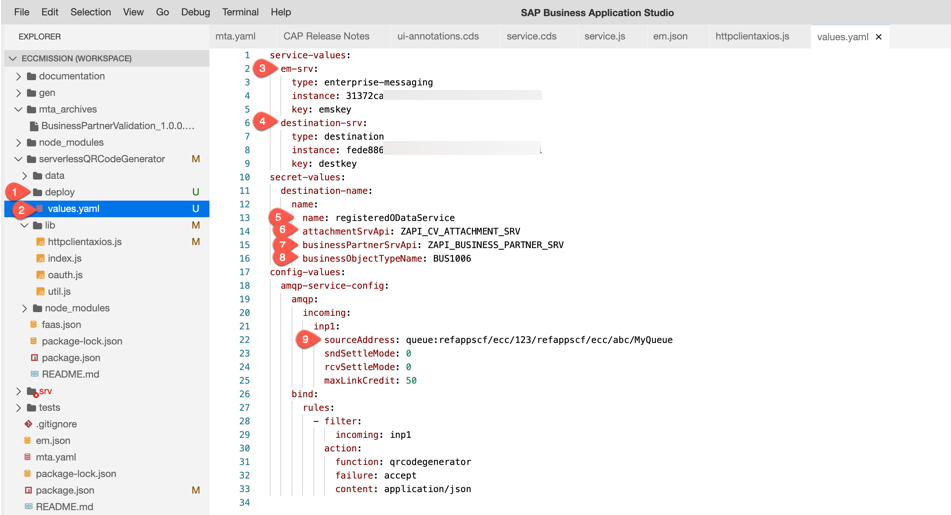 File Edit Selection View Go Debug Terminal Help
SAP Business Application Studio
EXPLORER
mta.yaml CAP Release Notes ui-annotations.cds service.cds service.js em.json httpclientaxios.js values.yaml ×
ECCMISSION (WORKSPACE)
documentation
gen
mta_archives
BusinessPartnerValidation_1.0.0....
node_modules
serverlessQRCodeGenerator M
data
1 deploy U
2 values.yaml U
lib M
httpclientaxios.js M
index.js
oauth.js
util.js
node_modules
faas.json
package-lock.json
package.json
README.md
srv
tests
.gitignore
em.json
mta.yaml
package-lock.json
package.json M
README.md
1 service-values:
2 3 em-srv:
3 type: enterprise-messaging
4 instance: 31372ca
5 key: emskey
6 4 destination-srv:
7 type: destination
8 instance: fede886
9 key: destkey
10 secret-values:
11 destination-name:
12 name:
13 5 name: registeredODataService
14 6 attachmentSrvApi: ZAPI_CV_ATTACHMENT_SRV
15 7 businessPartnerSrvApi: ZAPI_BUSINESS_PARTNER_SRV
16 8 businessObjectTypeName: BUS1006
17 config-values:
18 amqp-service-config:
19 amqp:
20 incoming:
21 inp1:
22 9 sourceAddress: queue:refappscf/ecc/123/refappscf/ecc/abc/MyQueue
23 sndSettleMode: 0
24 rcvSettleMode: 0
25 maxLinkCredit: 50
26 bind:
27 rules:
28 - filter:
29 incoming: inp1
30 action:
31 function: qrcodegenerator
32 failure: accept
33 content: application/json
34